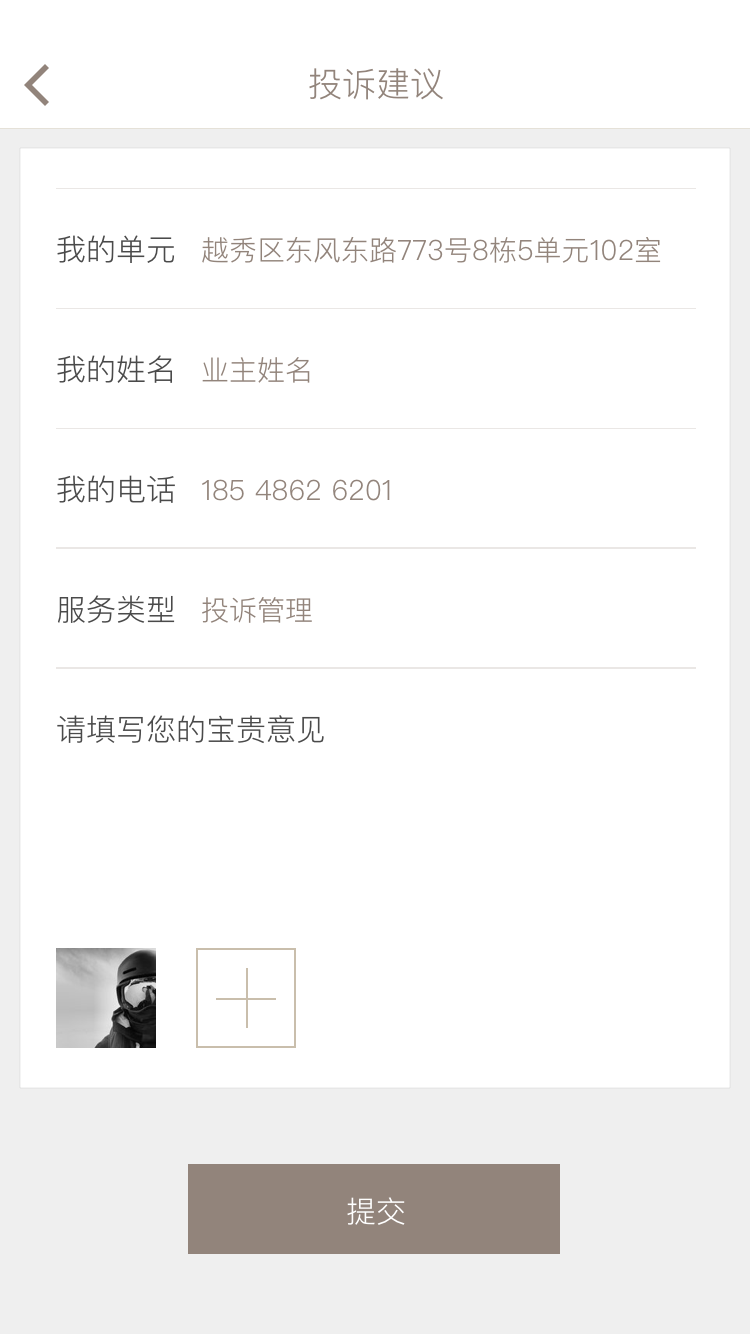 投诉建议
我的单元 越秀区东风东路773号8栋5单元102室
我的姓名 业主姓名
我的电话 185 4862 6201
服务类型 投诉管理
请填写您的宝贵意见
提交